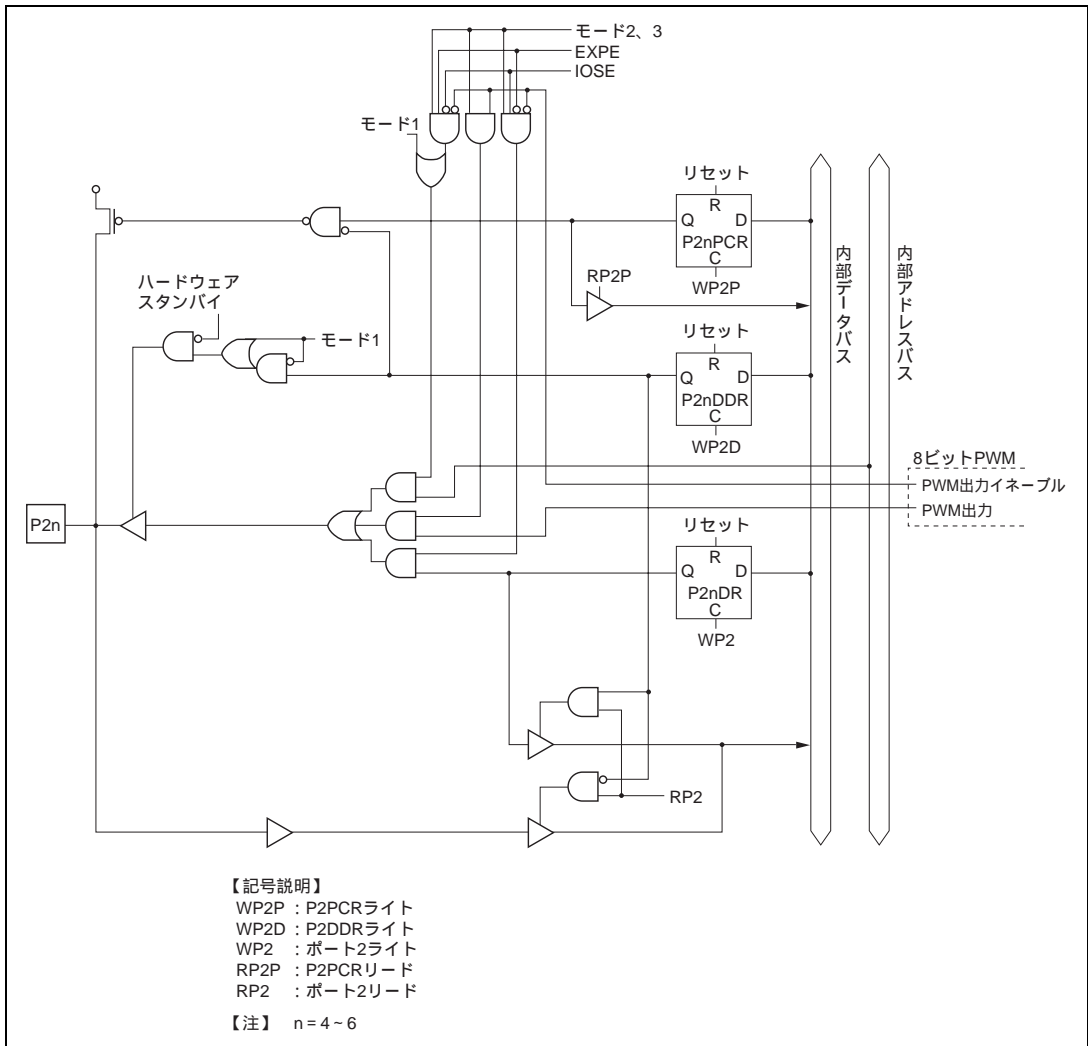 モード2、3
EXPE
IOSE
モード1
リセット
R
Q D
P2nPCR
C
WP2P
RP2P
ハードウェア
スタンバイ
モード1
リセット
R
Q D
P2nDDR
C
WP2D
内部データバス
内部アドレスバス
8ビットPWM
PWM出力イネーブル
PWM出力
P2n
リセット
R
Q D
P2nDR
C
WP2
RP2
【記号説明】
WP2P : P2PCRライト
WP2D : P2DDRライト
WP2 : ポート2ライト
RP2P : P2PCRリード
RP2 : ポート2リード
【注】 n = 4 ~ 6